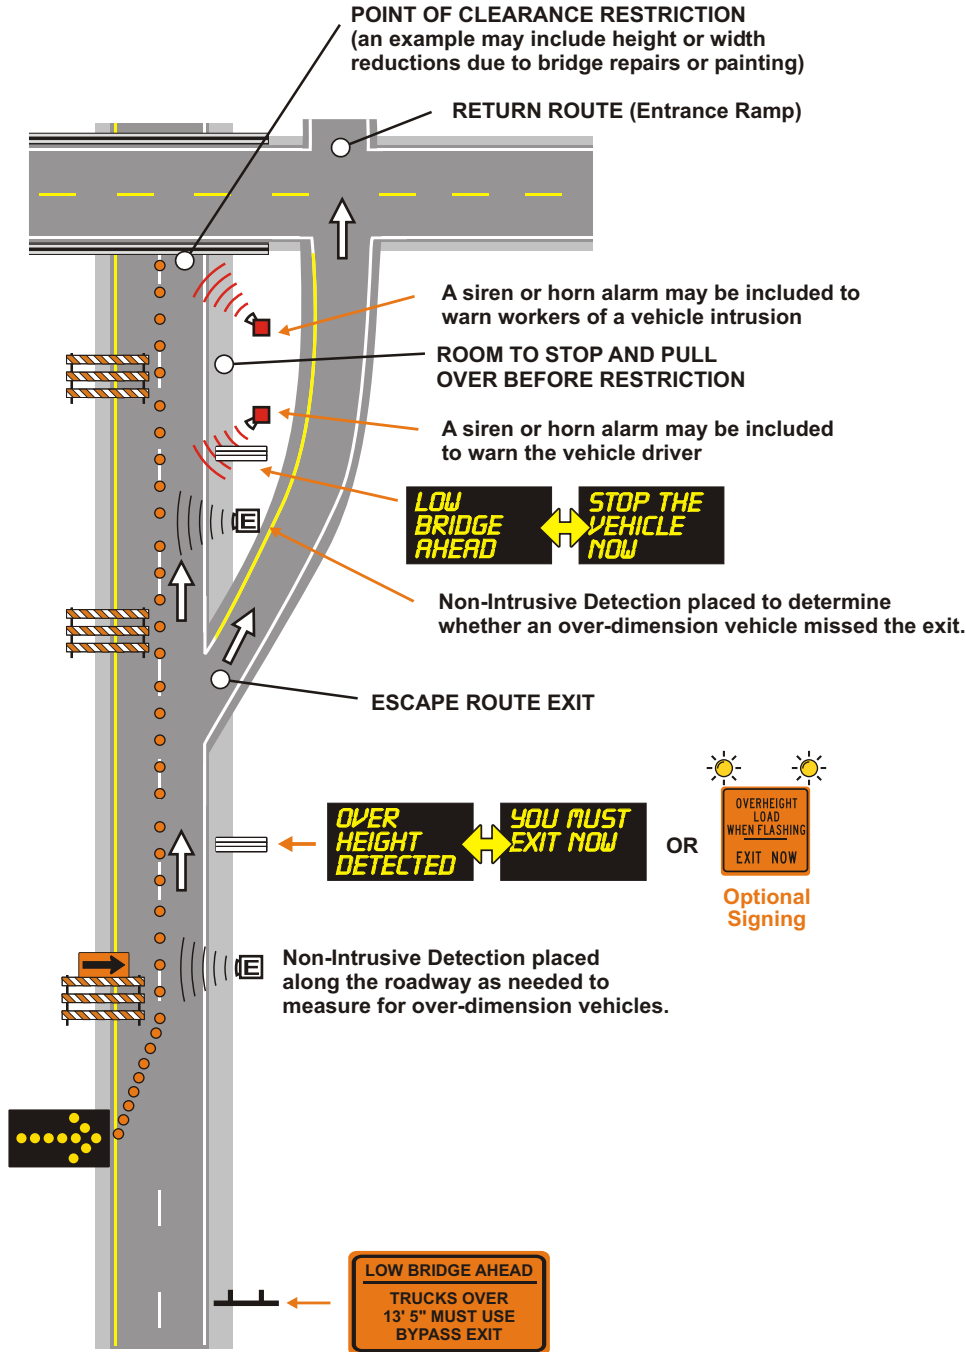 POINT OF CLEARANCE RESTRICTION
(an example may include height or width
reductions due to bridge repairs or painting)
RETURN ROUTE (Entrance Ramp)
A siren or horn alarm may be included to
warn workers of a vehicle intrusion
ROOM TO STOP AND PULL
OVER BEFORE RESTRICTION
A siren or horn alarm may be included
to warn the vehicle driver
LOW
BRIDGE
AHEAD
STOP THE
VEHICLE
NOW
E
Non-Intrusive Detection placed to determine
whether an over-dimension vehicle missed the exit.
ESCAPE ROUTE EXIT
OVER
HEIGHT
DETECTED
YOU MUST
EXIT NOW
OR
OVERHEIGHT
LOAD
WHEN FLASHING
EXIT NOW
Optional
Signing
E
Non-Intrusive Detection placed
along the roadway as needed to
measure for over-dimension vehicles.
LOW BRIDGE AHEAD
TRUCKS OVER
13' 5" MUST USE
BYPASS EXIT